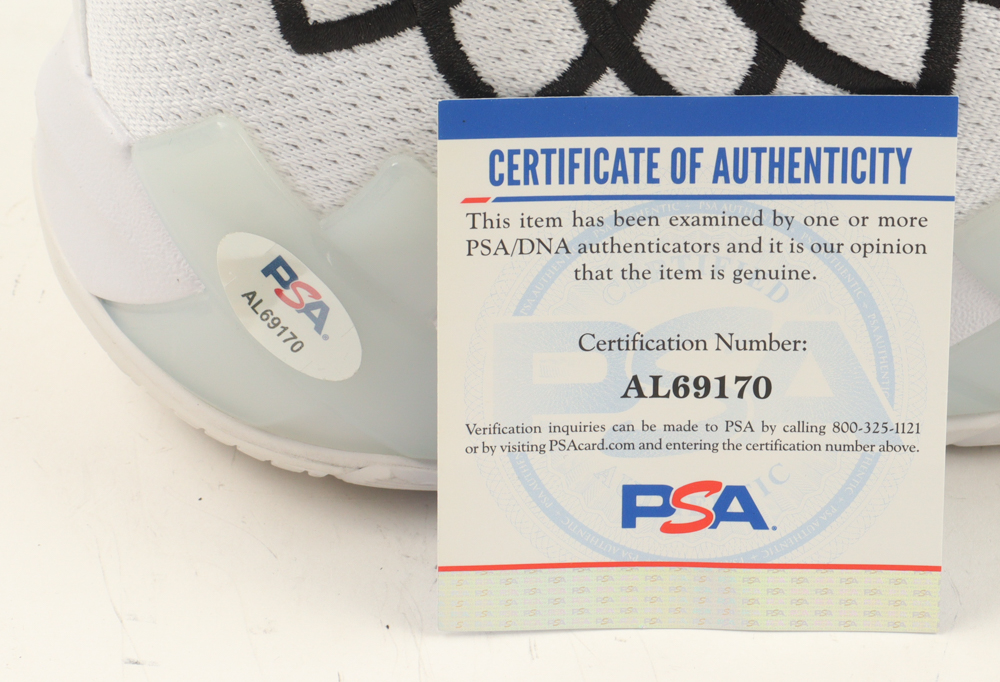 CERTIFICATE OF AUTHENTICITY
This item has been examined by one or more
PSA/DNA authenticators and it is our opinion
that the item is genuine.
Certification Number:
AL69170
Verification inquiries can be made to PSA by calling 800-325-1121
or by visiting PSAcard.com and entering the certification number above.
PSA.
PSA.
AL69170